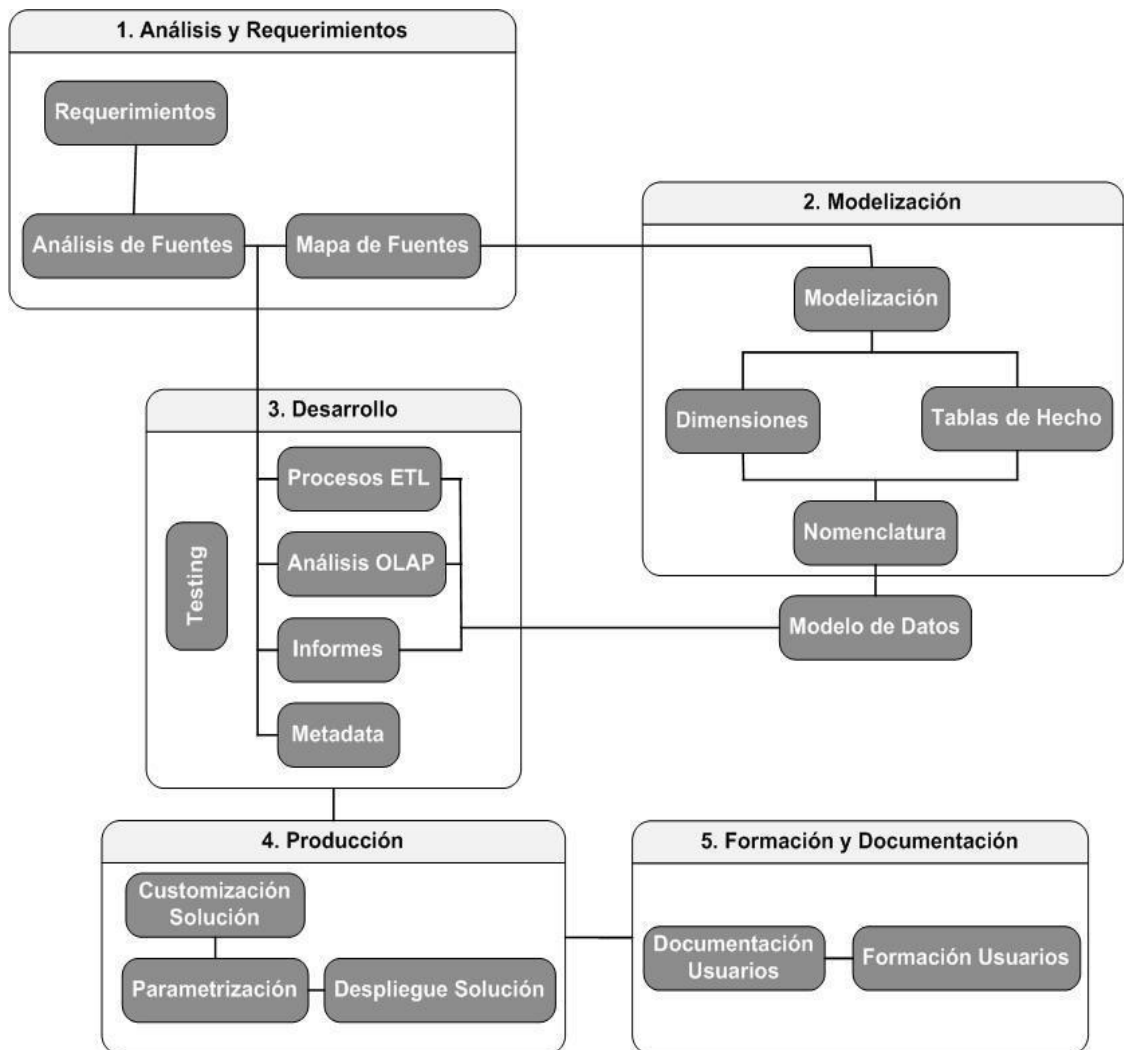 1. Análisis y Requerimientos
Requerimientos
Análisis de Fuentes
Mapa de Fuentes
2. Modelización
Modelización
Dimensiones
Tablas de Hecho
Nomenclatura
Modelo de Datos
3. Desarrollo
Testing
Procesos ETL
Análisis OLAP
Informes
Metadata
4. Producción
Customización
Solución
Parametrización
Despliegue Solución
5. Formación y Documentación
Documentación
Usuarios
Formación Usuarios